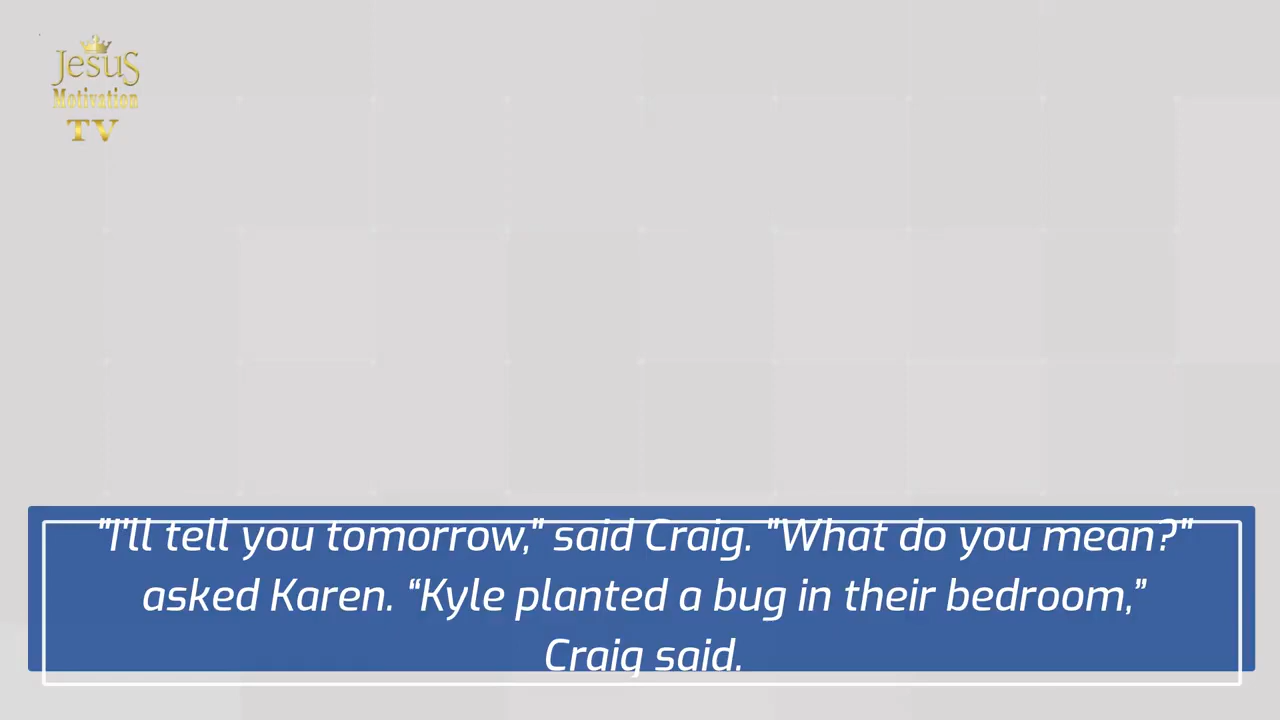 Jesus
Motivation
TV
"I'll tell you tomorrow," said Craig. "What do you mean?"
asked Karen. “Kyle planted a bug in their bedroom,”
Craig said.